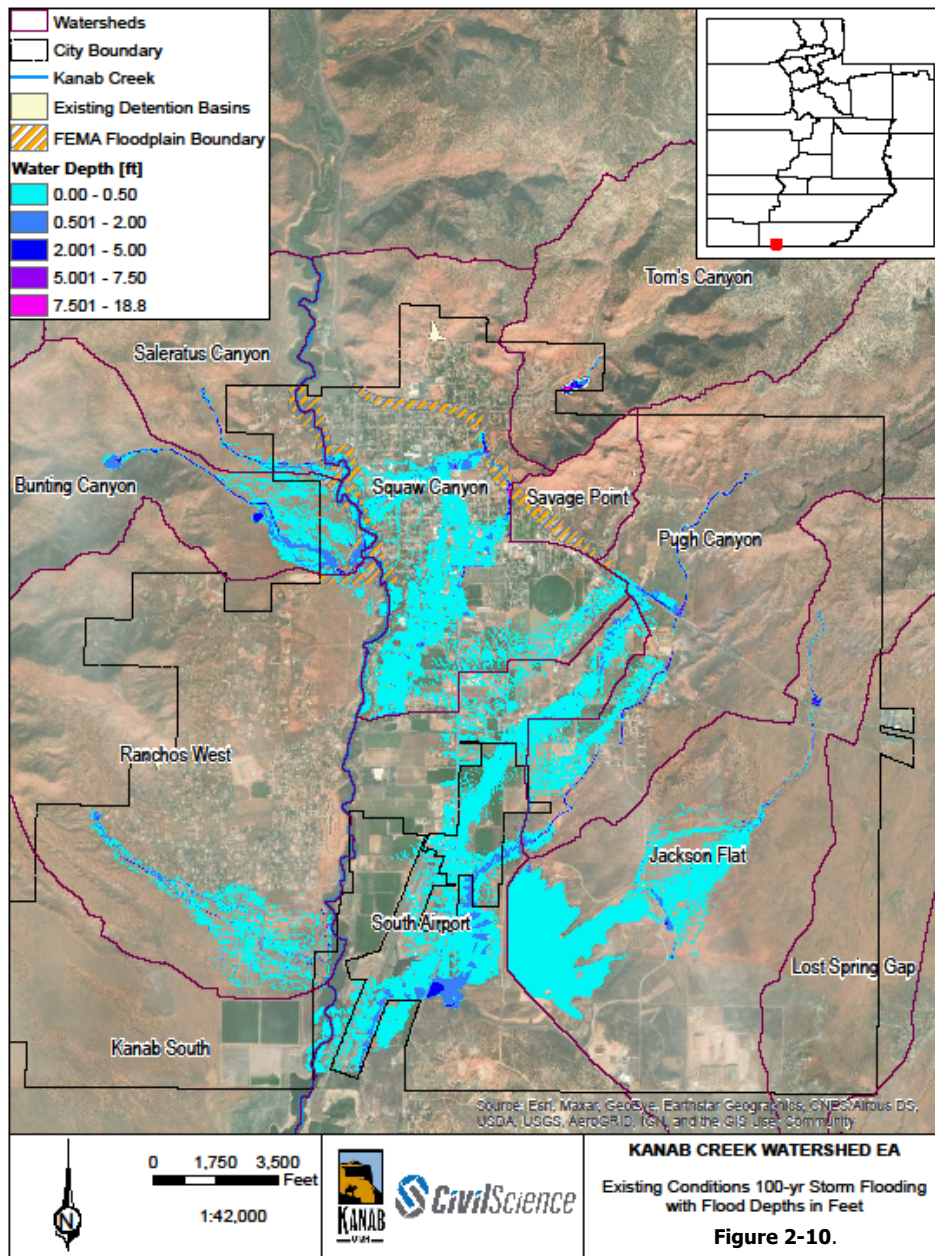 Watersheds
City Boundary
Kanab Creek
Existing Detention Basins
FEMA Floodplain Boundary
Water Depth [ft]
0.00 - 0.50
0.501 - 2.00
2.001 - 5.00
5.001 - 7.50
7.501 - 18.8
Tom's Canyon
Saleratus Canyon
Bunting Canyon
Squaw Canyon
Savage Point
Pugh Canyon
Ranchos West
Jackson Flat
South Airport
Lost Spring Gap
Kanab South
Source: Esri, Maxar, GeoEye, Earthstar Geographics, CNES/Airbus DS,
USDA, USGS, AeroGRID, IGN, and the GIS User Community
N
0 1,750 3,500
Feet
1:42,000
KANAB
UTAH
CivilScience
KANAB CREEK WATERSHED EA
Existing Conditions 100-yr Storm Flooding
with Flood Depths in Feet
Figure 2-10.